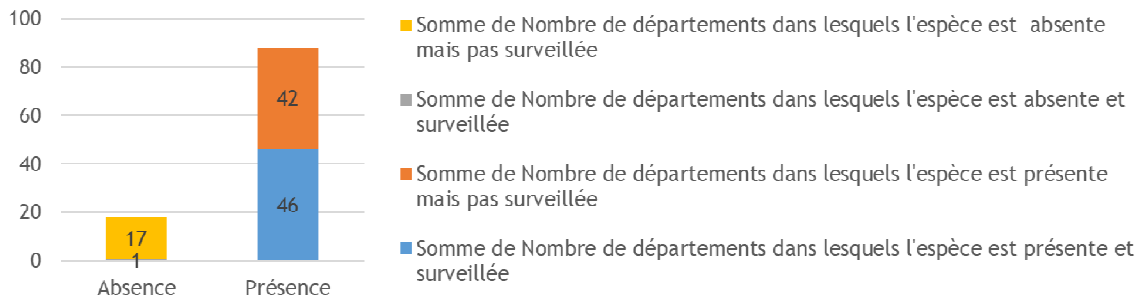 100
80
60
40
20
0
42
46
17
1
Absence
Présence
Somme de Nombre de départements dans lesquels l'espèce est  absente
mais pas surveillée
Somme de Nombre de départements dans lesquels l'espèce est absente et
surveillée
Somme de Nombre de départements dans lesquels l'espèce est présente
mais pas surveillée
Somme de Nombre de départements dans lesquels l'espèce est présente et
surveillée